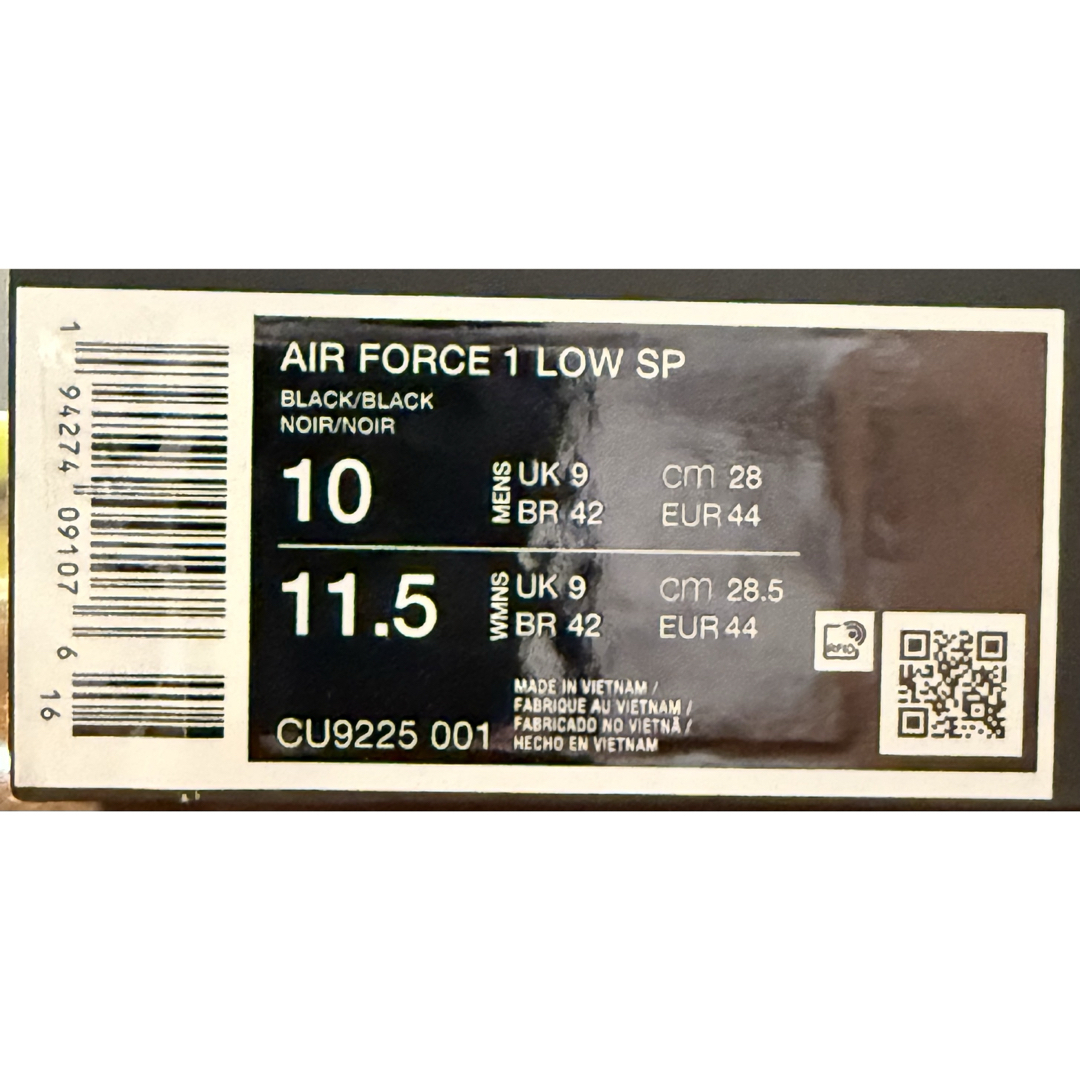 1 94274 09107 6 16
AIR FORCE 1 LOW SP
BLACK/BLACK
NOIR/NOIR
10 MENS UK 9 cm 28
BR 42 EUR 44
11.5 WMNS UK 9 cm 28.5
BR 42 EUR 44
CU9225 001
MADE IN VIETNAM /
FABRIQUE AU VIETNAM /
FABRICADO NO VIETNÃ /
HECHO EN VIETNAM
RFID